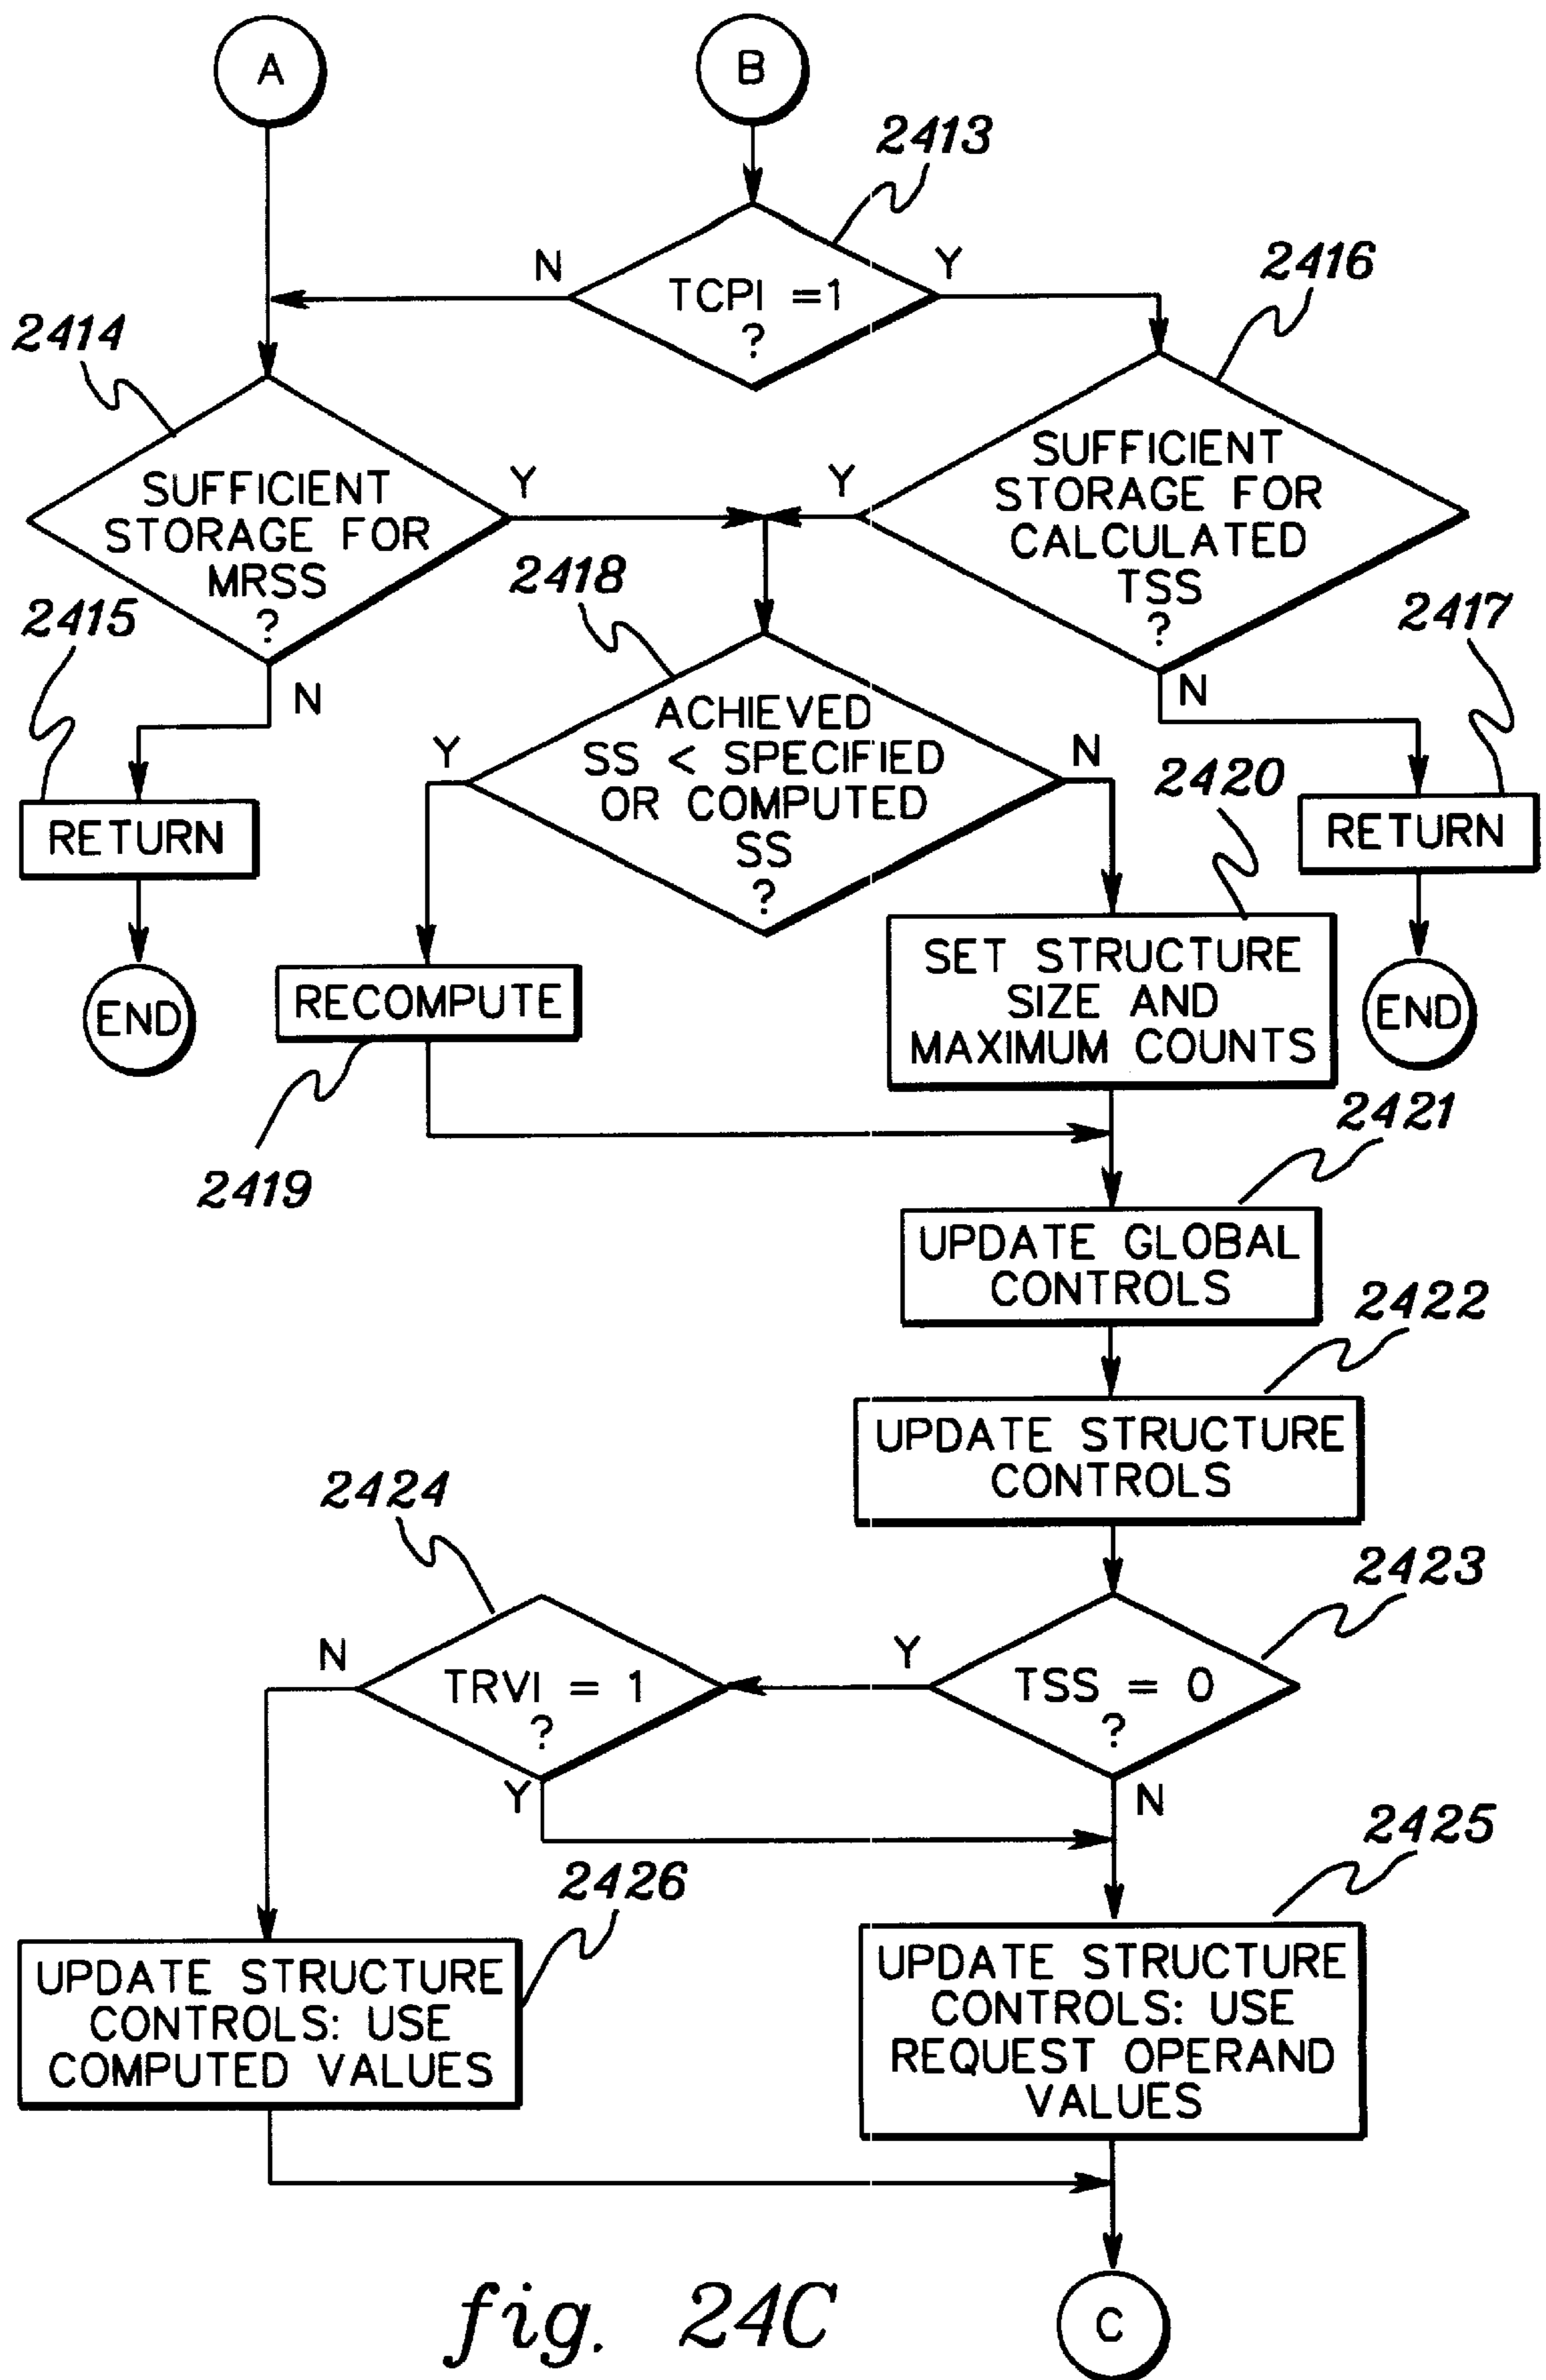 A
B
2413
N
Y
TCPI =1
?
2416
2414
SUFFICIENT
STORAGE FOR
MRSS
?
Y
N
SUFFICIENT
STORAGE FOR
CALCULATED
TSS
?
Y
N
2415
2418
2417
RETURN
END
ACHIEVED
SS < SPECIFIED
OR COMPUTED
SS
?
Y
N
2420
RETURN
END
RECOMPUTE
2419
SET STRUCTURE
SIZE AND
MAXIMUM COUNTS
2421
UPDATE GLOBAL
CONTROLS
2422
UPDATE STRUCTURE
CONTROLS
2424
2423
N
TRVI = 1
?
Y
Y
TSS = 0
?
N
2425
2426
UPDATE STRUCTURE
CONTROLS: USE
COMPUTED VALUES
UPDATE STRUCTURE
CONTROLS: USE
REQUEST OPERAND
VALUES
C
fig. 24C